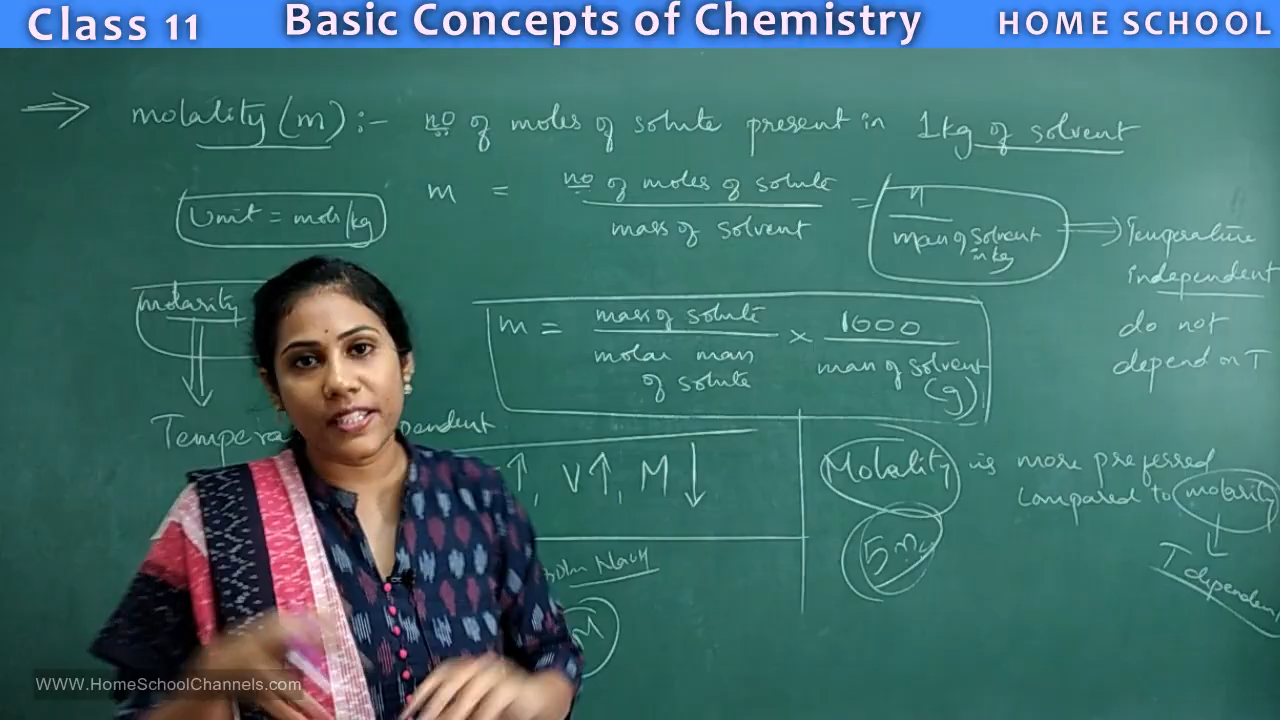 Class 11
Basic Concepts of Chemistry
HOME SCHOOL
molality (m) :- no of moles of solute present in 1kg of solvent
m = no of moles of solute / mass of solvent = n / mass of solvent in kg
Unit = mols/kg
Temperature
independent
do not
depend on T
molarity
m = mass of solute / molar mass of solute × 1000 / mass of solvent (g)
Tempera
pendent
↑, V↑, M↓
Molality is more preferred
compared to molarity
T dependent
NaOH
M
WWW.HomeSchoolChannels.com